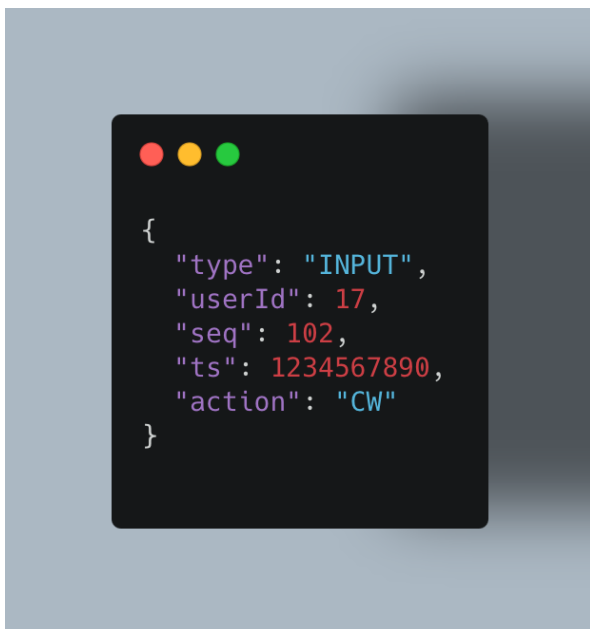 {
  "type": "INPUT",
  "userId": 17,
  "seq": 102,
  "ts": 1234567890,
  "action": "CW"
}